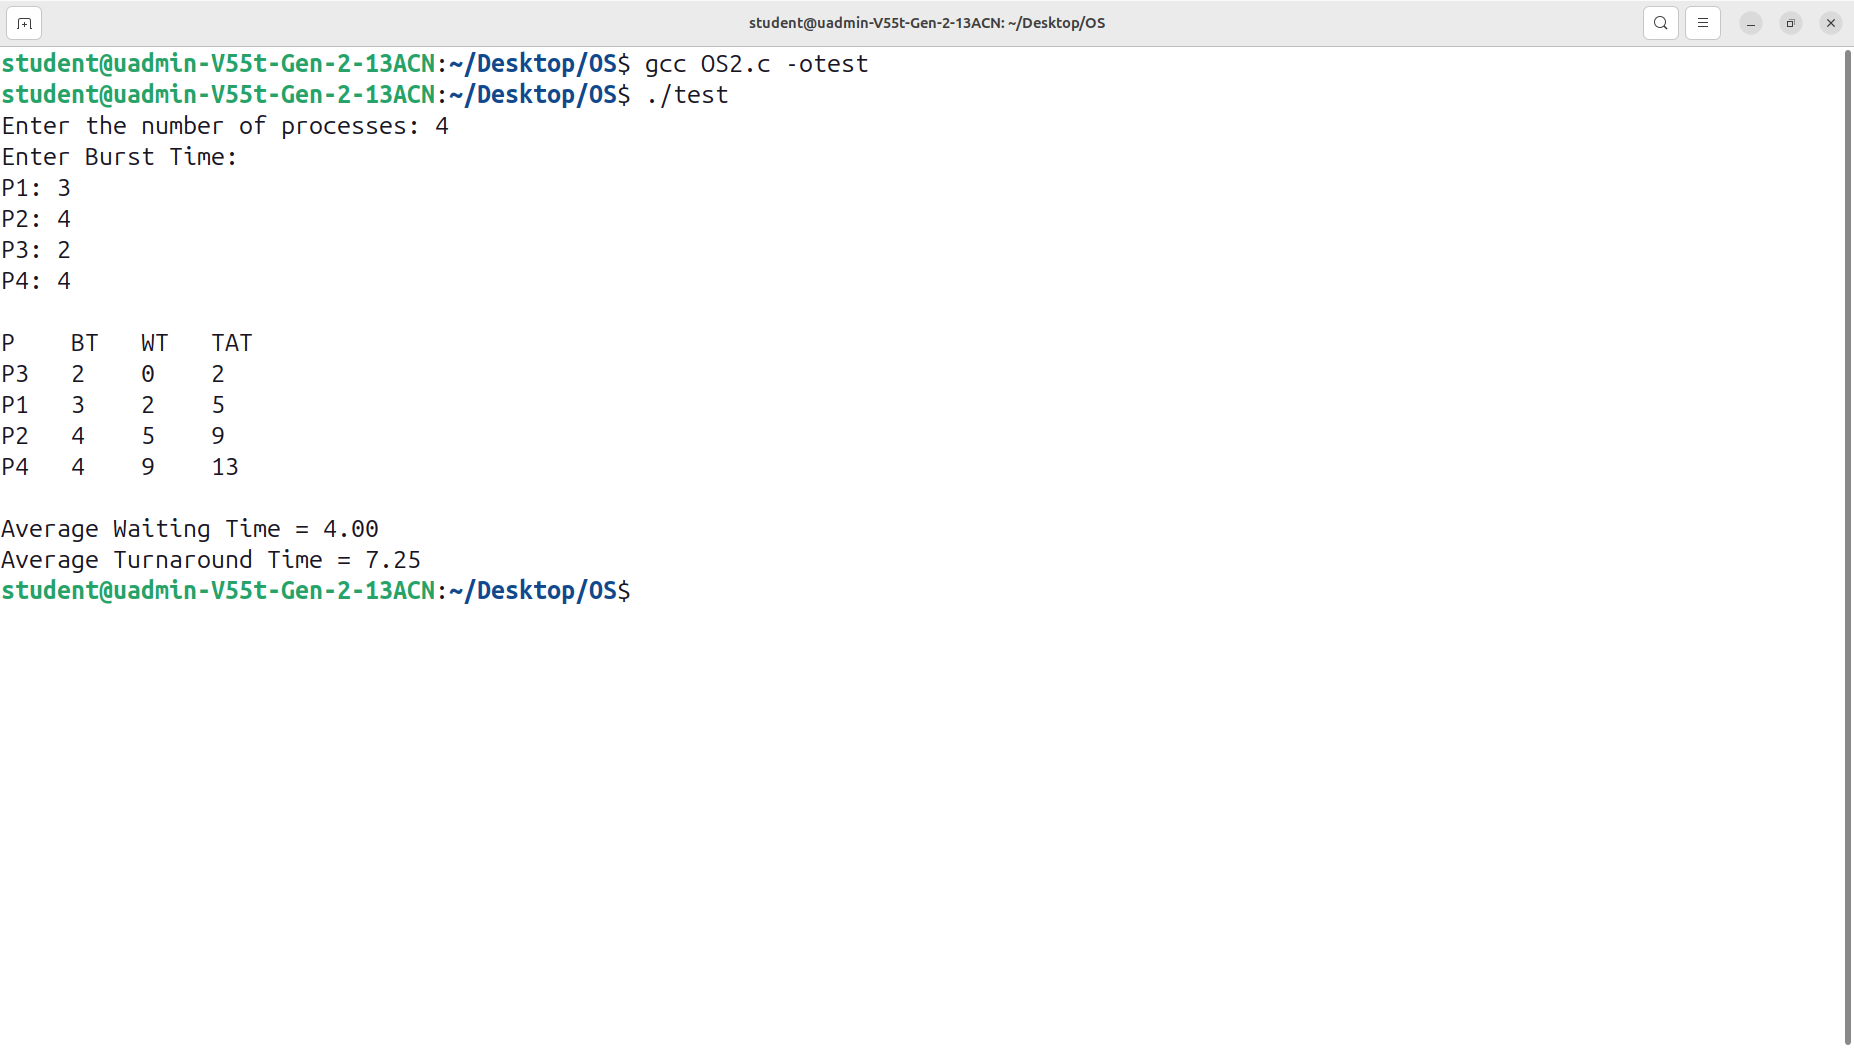 student@uadmin-V55t-Gen-2-13ACN: ~/Desktop/OS
student@uadmin-V55t-Gen-2-13ACN:~/Desktop/OS$ gcc OS2.c -otest
student@uadmin-V55t-Gen-2-13ACN:~/Desktop/OS$ ./test
Enter the number of processes: 4
Enter Burst Time:
P1: 3
P2: 4
P3: 2
P4: 4
P    BT   WT   TAT
P3   2    0    2
P1   3    2    5
P2   4    5    9
P4   4    9    13
Average Waiting Time = 4.00
Average Turnaround Time = 7.25
student@uadmin-V55t-Gen-2-13ACN:~/Desktop/OS$